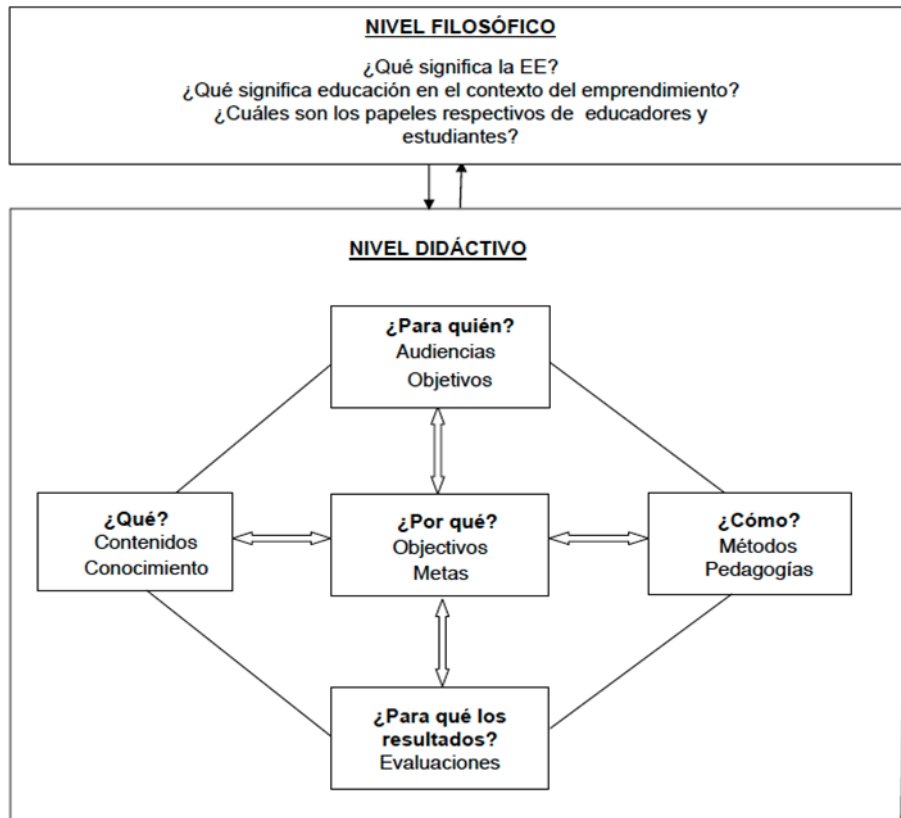 NIVEL FILOSÓFICO
¿Qué significa la EE?
¿Qué significa educación en el contexto del emprendimiento?
¿Cuáles son los papeles respectivos de educadores y
estudiantes?
NIVEL DIDÁCTIVO
¿Para quién?
Audiencias
Objetivos
¿Qué?
Contenidos
Conocimiento
¿Por qué?
Objectivos
Metas
¿Cómo?
Métodos
Pedagogías
¿Para qué los
resultados?
Evaluaciones